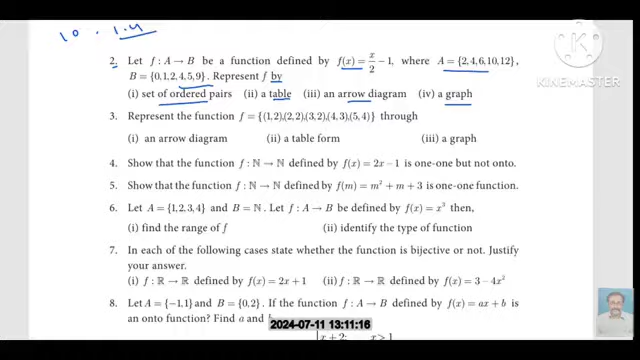 10 . 1.4
Recorded with
XRecorder
2. Let f : A → B be a function defined by f(x) = x/2 − 1, where A = {2,4,6,10,12},
B = {0,1,2,4,5,9}. Represent f by
(i) set of ordered pairs (ii) a table (iii) an arrow diagram (iv) a graph
3. Represent the function f = {(1,2),(2,2),(3,2),(4,3),(5,4)} through
(i) an arrow diagram (ii) a table form (iii) a graph
4. Show that the function f : ℕ → ℕ defined by f(x) = 2x − 1 is one-one but not onto.
5. Show that the function f : ℕ → ℕ defined by f(m) = m² + m + 3 is one-one function.
6. Let A = {1,2,3,4} and B = ℕ. Let f : A → B be defined by f(x) = x³ then,
(i) find the range of f (ii) identify the type of function
7. In each of the following cases state whether the function is bijective or not. Justify
your answer.
(i) f : ℝ → ℝ defined by f(x) = 2x + 1 (ii) f : ℝ → ℝ defined by f(x) = 3 − 4x²
8. Let A = {−1,1} and B = {0,2}. If the function f : A → B defined by f(x) = ax + b is
an onto function? Find a and
2024-07-11 13:11:16
x + 2; x > 1